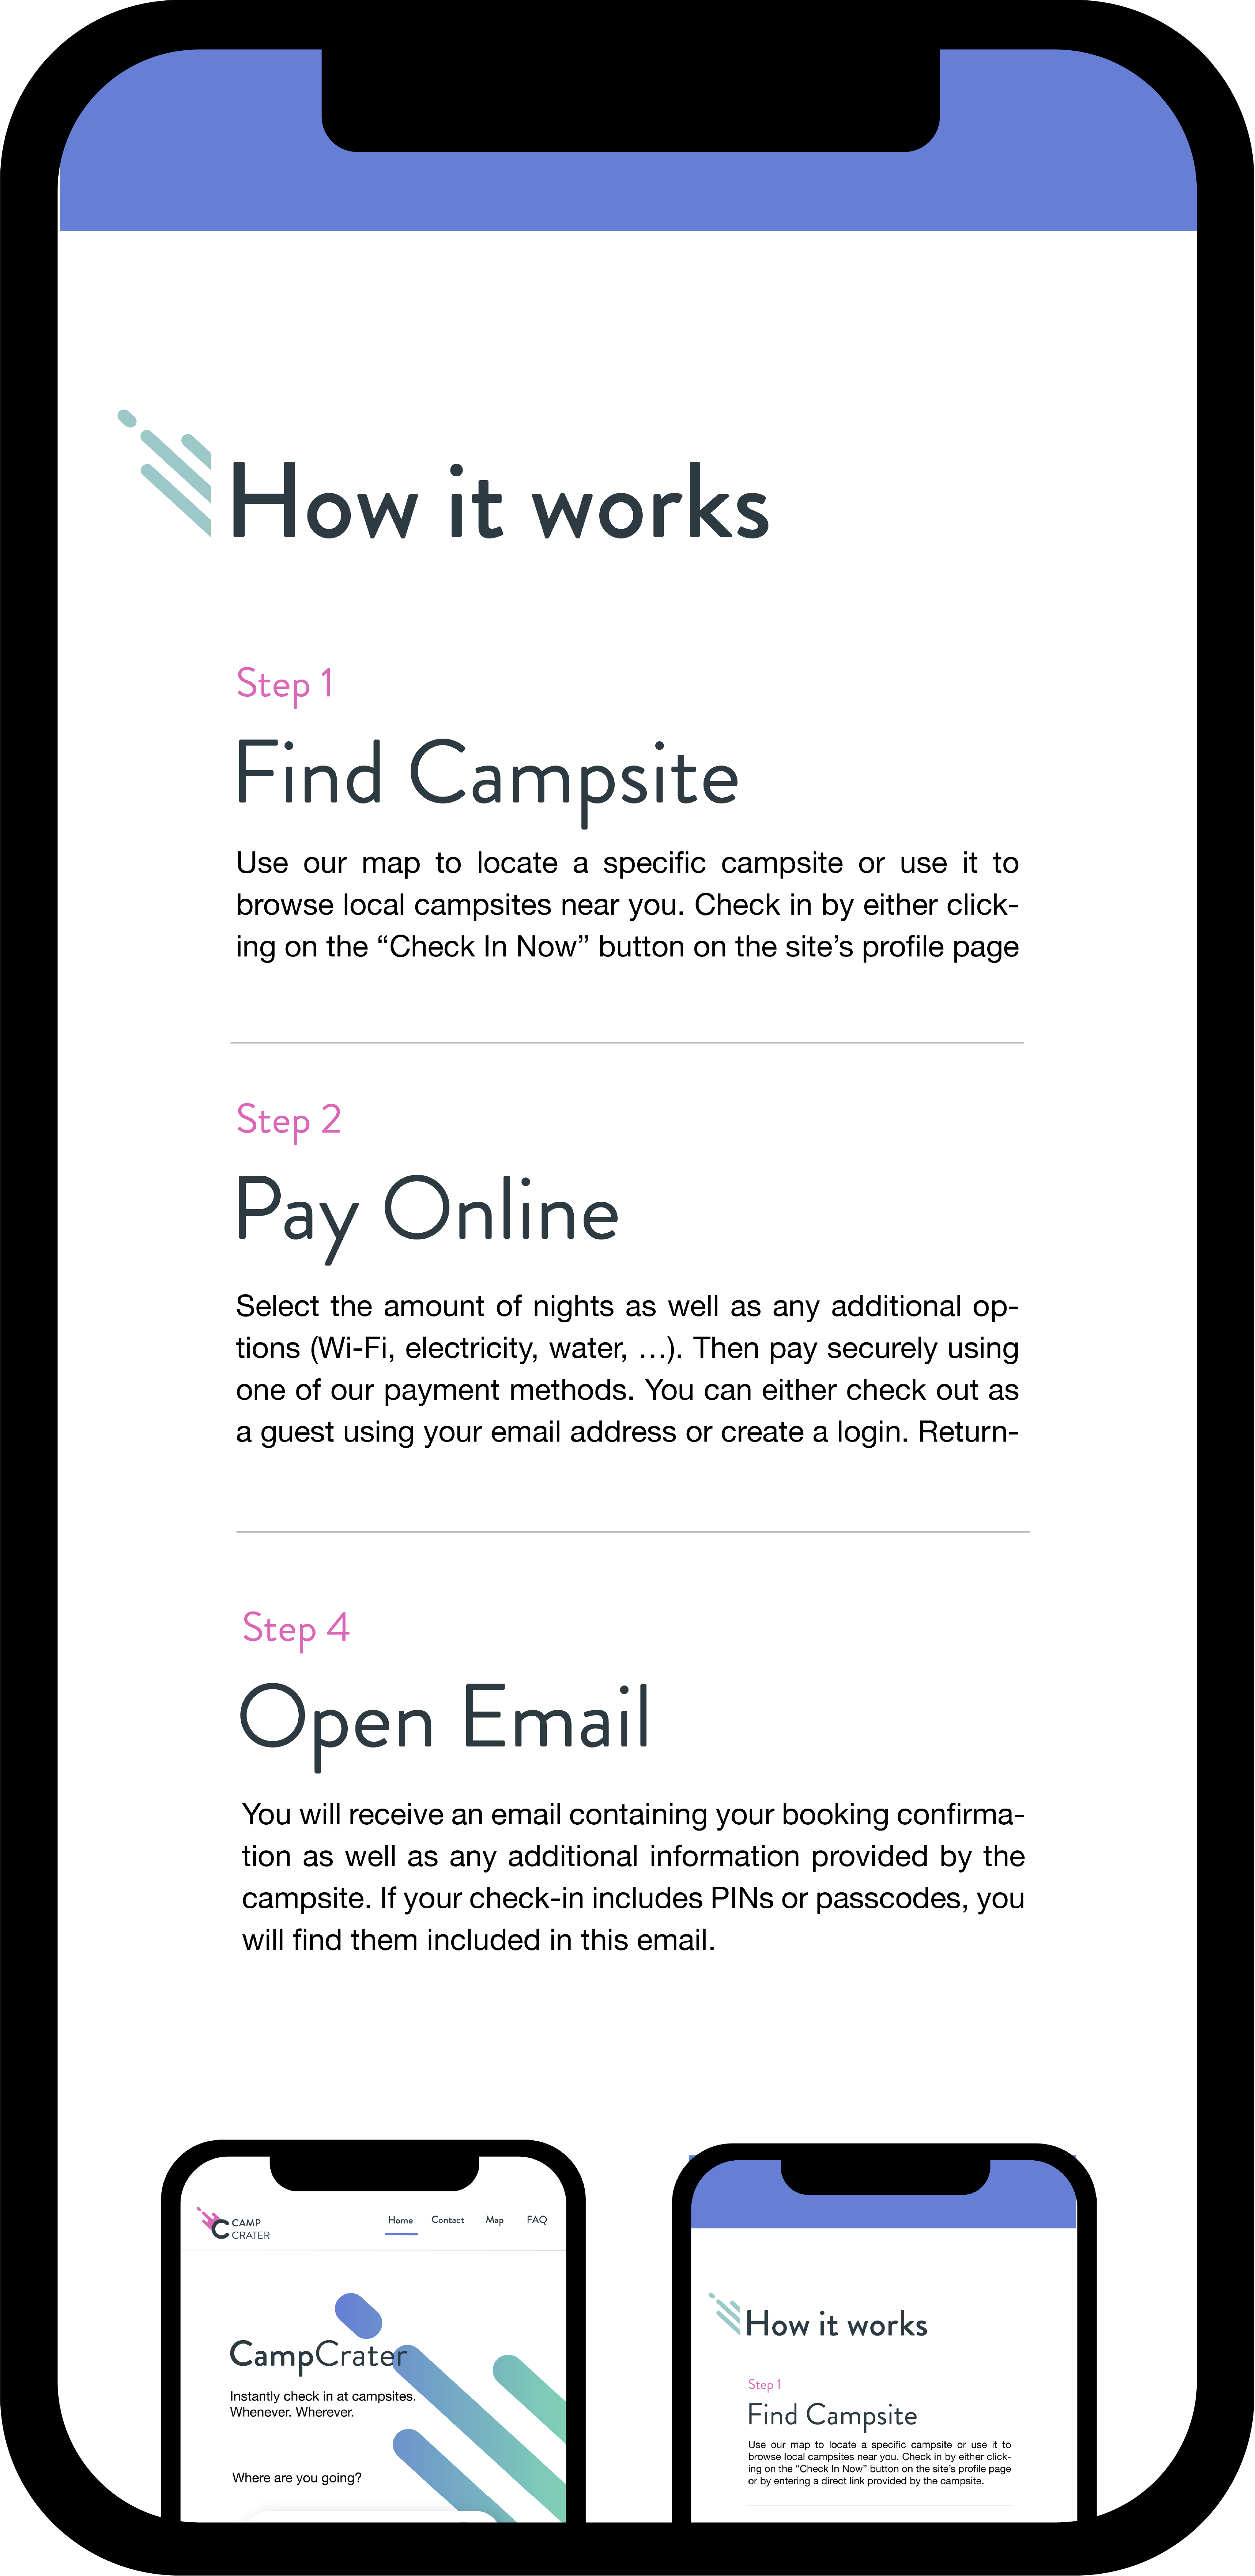 How it works
Step 1
Find Campsite
Use our map to locate a specific campsite or use it to
browse local campsites near you. Check in by either click-
ing on the “Check In Now” button on the site’s profile page
Step 2
Pay Online
Select the amount of nights as well as any additional op-
tions (Wi-Fi, electricity, water, …). Then pay securely using
one of our payment methods. You can either check out as
a guest using your email address or create a login. Return-
Step 4
Open Email
You will receive an email containing your booking confirma-
tion as well as any additional information provided by the
campsite. If your check-in includes PINs or passcodes, you
will find them included in this email.
CAMP
CRATER
Home Contact Map FAQ
CampCrater
Instantly check in at campsites.
Whenever. Wherever.
Where are you going?
How it works
Step 1
Find Campsite
Use our map to locate a specific campsite or use it to
browse local campsites near you. Check in by either click-
ing on the “Check In Now” button on the site’s profile page
or by entering a direct link provided by the campsite.